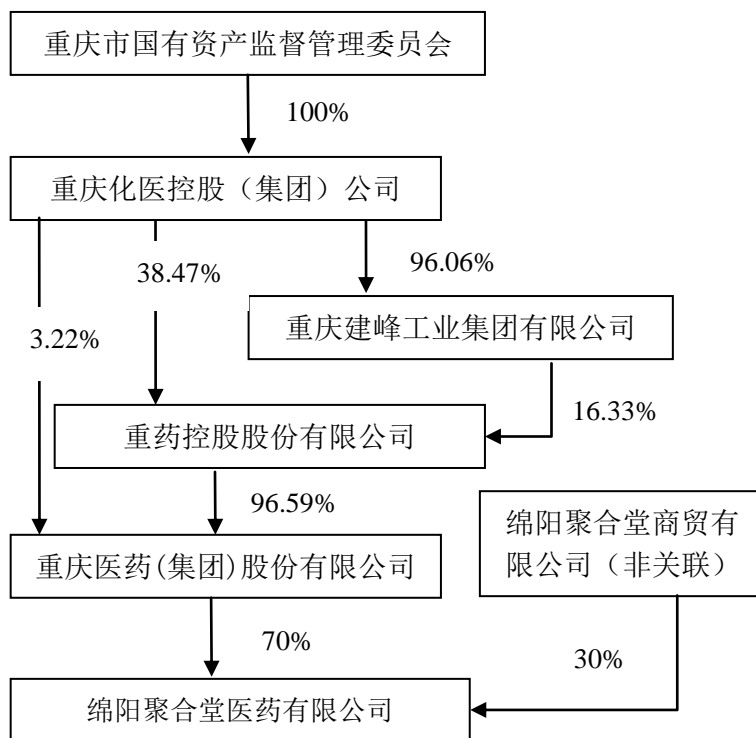 重庆市国有资产监督管理委员会
100%
重庆化医控股（集团）公司
38.47%
96.06%
3.22%
重庆建峰工业集团有限公司
16.33%
重药控股股份有限公司
96.59%
绵阳聚合堂商贸有
限公司（非关联）
重庆医药(集团)股份有限公司
70%
30%
绵阳聚合堂医药有限公司